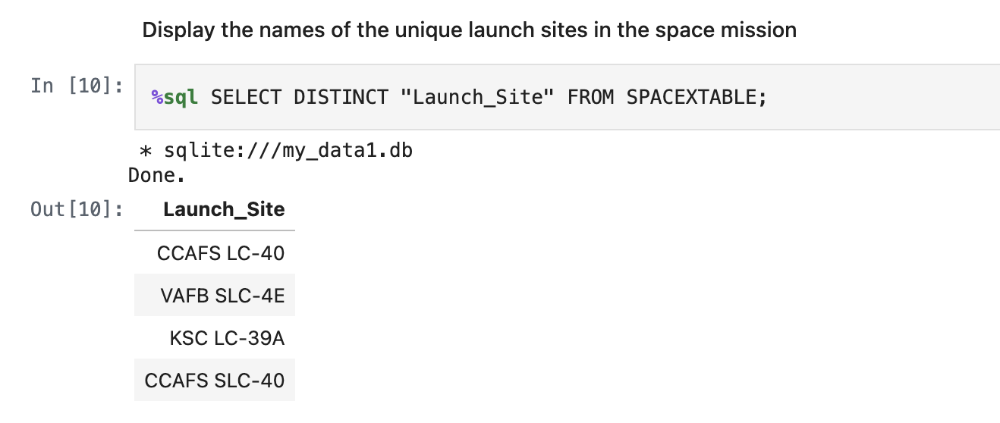 Display the names of the unique launch sites in the space mission
In [10]: %sql SELECT DISTINCT "Launch_Site" FROM SPACEXTABLE;
* sqlite:///my_data1.db
Done.
Out[10]: Launch_Site
CCAFS LC-40
VAFB SLC-4E
KSC LC-39A
CCAFS SLC-40